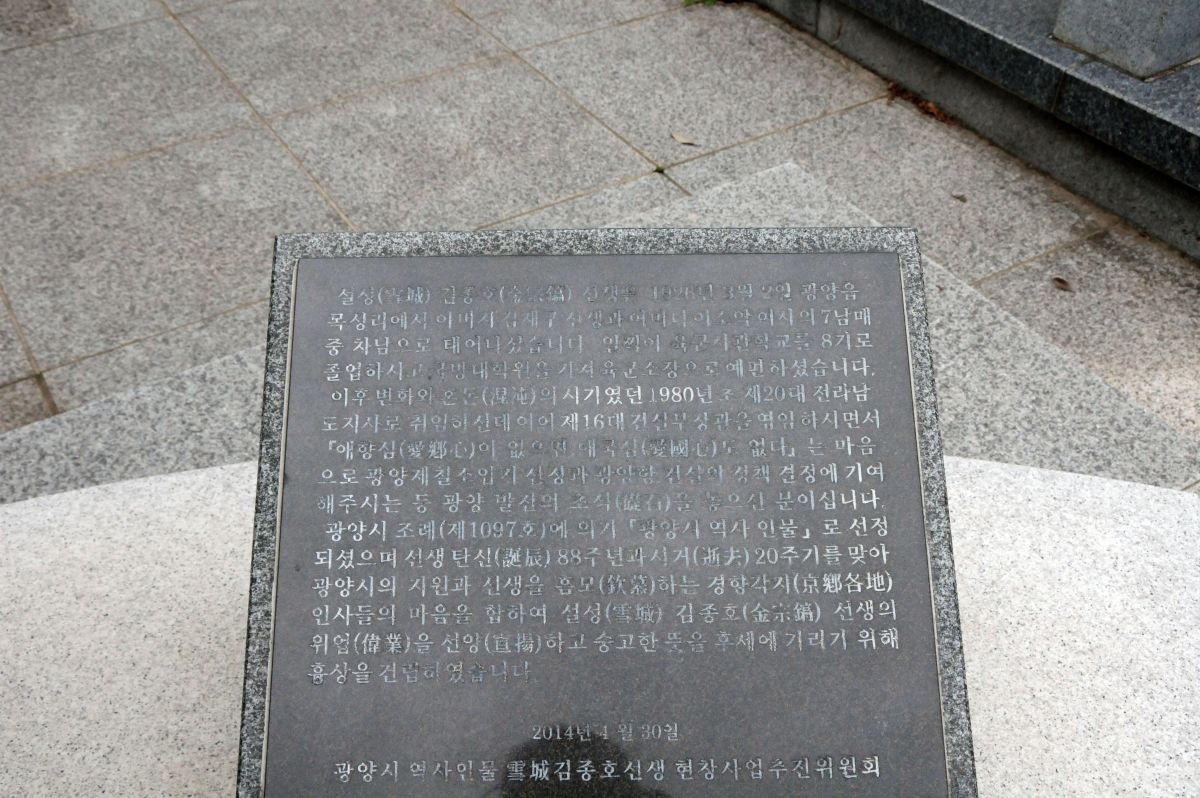 설성(雪城) 김종호(金宗鎬) 선생은 1926년 3월 2일 광양읍
목성리에서 아버지 김재구 선생과 어머니 이소악 여사의 7남매
중 차남으로 태어나셨습니다. 일찍이 육군기관학교를 8기로
졸업하시고 국방대학원을 거쳐 육군소장으로 예편하셨습니다.
이후 변화와 혼돈(混沌)의 시기였던 1980년 초 제20대 전라남
도지사로 취임하신데 이어 제16대 건설부장관을 역임하시면서
『애향심(愛鄕心)이 없으면 애국심(愛國心)도 없다』는 마음
으로 광양제철소입지 선정과 광양항 건설의 정책 결정에 기여
해주시는 등 광양 발전의 초석(礎石)을 놓으신 분이십니다.
광양시 조례(제1097호)에 의거 「광양시 역사 인물」로 선정
되셨으며 선생 탄신(誕辰) 88주년과 서거(逝去) 20주기를 맞아
광양시의 지원과 선생을 흠모(欽慕)하는 경향각지(京鄕各地)
인사들의 마음을 합하여 설성(雪城) 김종호(金宗鎬) 선생의
위업(偉業)을 선양(宣揚)하고 숭고한 뜻을 후세에 기리기 위해
흉상을 건립하였습니다.
2014년 4월 30일
광양시 역사인물 雪城김종호선생 현창사업추진위원회